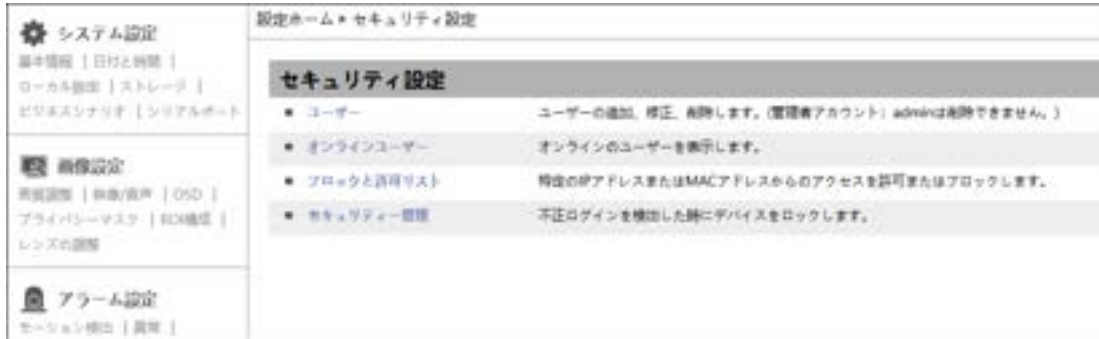 システム設定
基本情報 | 日付と時間 |
ローカル設定 | ストレージ |
ビジネスシナリオ | シリアルポート
画像設定
画質調整 | 映像/音声 | OSD |
プライバシーマスク | ROI構成 |
レンズの調整
アラーム設定
モーション検出 | 異常 |
設定ホーム ▸ セキュリティ設定
セキュリティ設定
ユーザー ユーザーの追加、修正、削除します。(管理者アカウント: adminは削除できません。)
オンラインユーザー オンラインのユーザーを表示します。
ブロックと許可リスト 特定のIPアドレスまたはMACアドレスからのアクセスを許可またはブロックします。
セキュリティー管理 不正ログインを検出した時にデバイスをロックします。